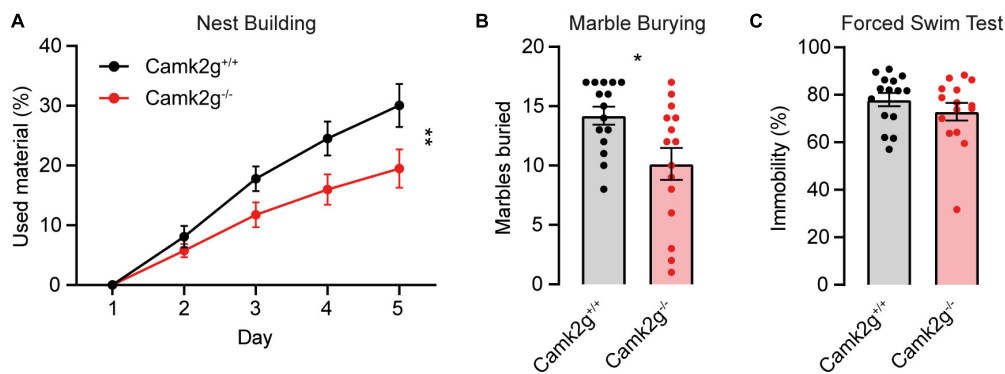 A
Nest Building
Used material (%)
40
30
20
10
0
Camk2g+/+
Camk2g-/-
**
1 2 3 4 5
Day
B
Marble Burying
Marbles buried
20
15
10
5
0
*
Camk2g+/+
Camk2g-/-
C
Forced Swim Test
Immobility (%)
100
80
60
40
20
0
Camk2g+/+
Camk2g-/-